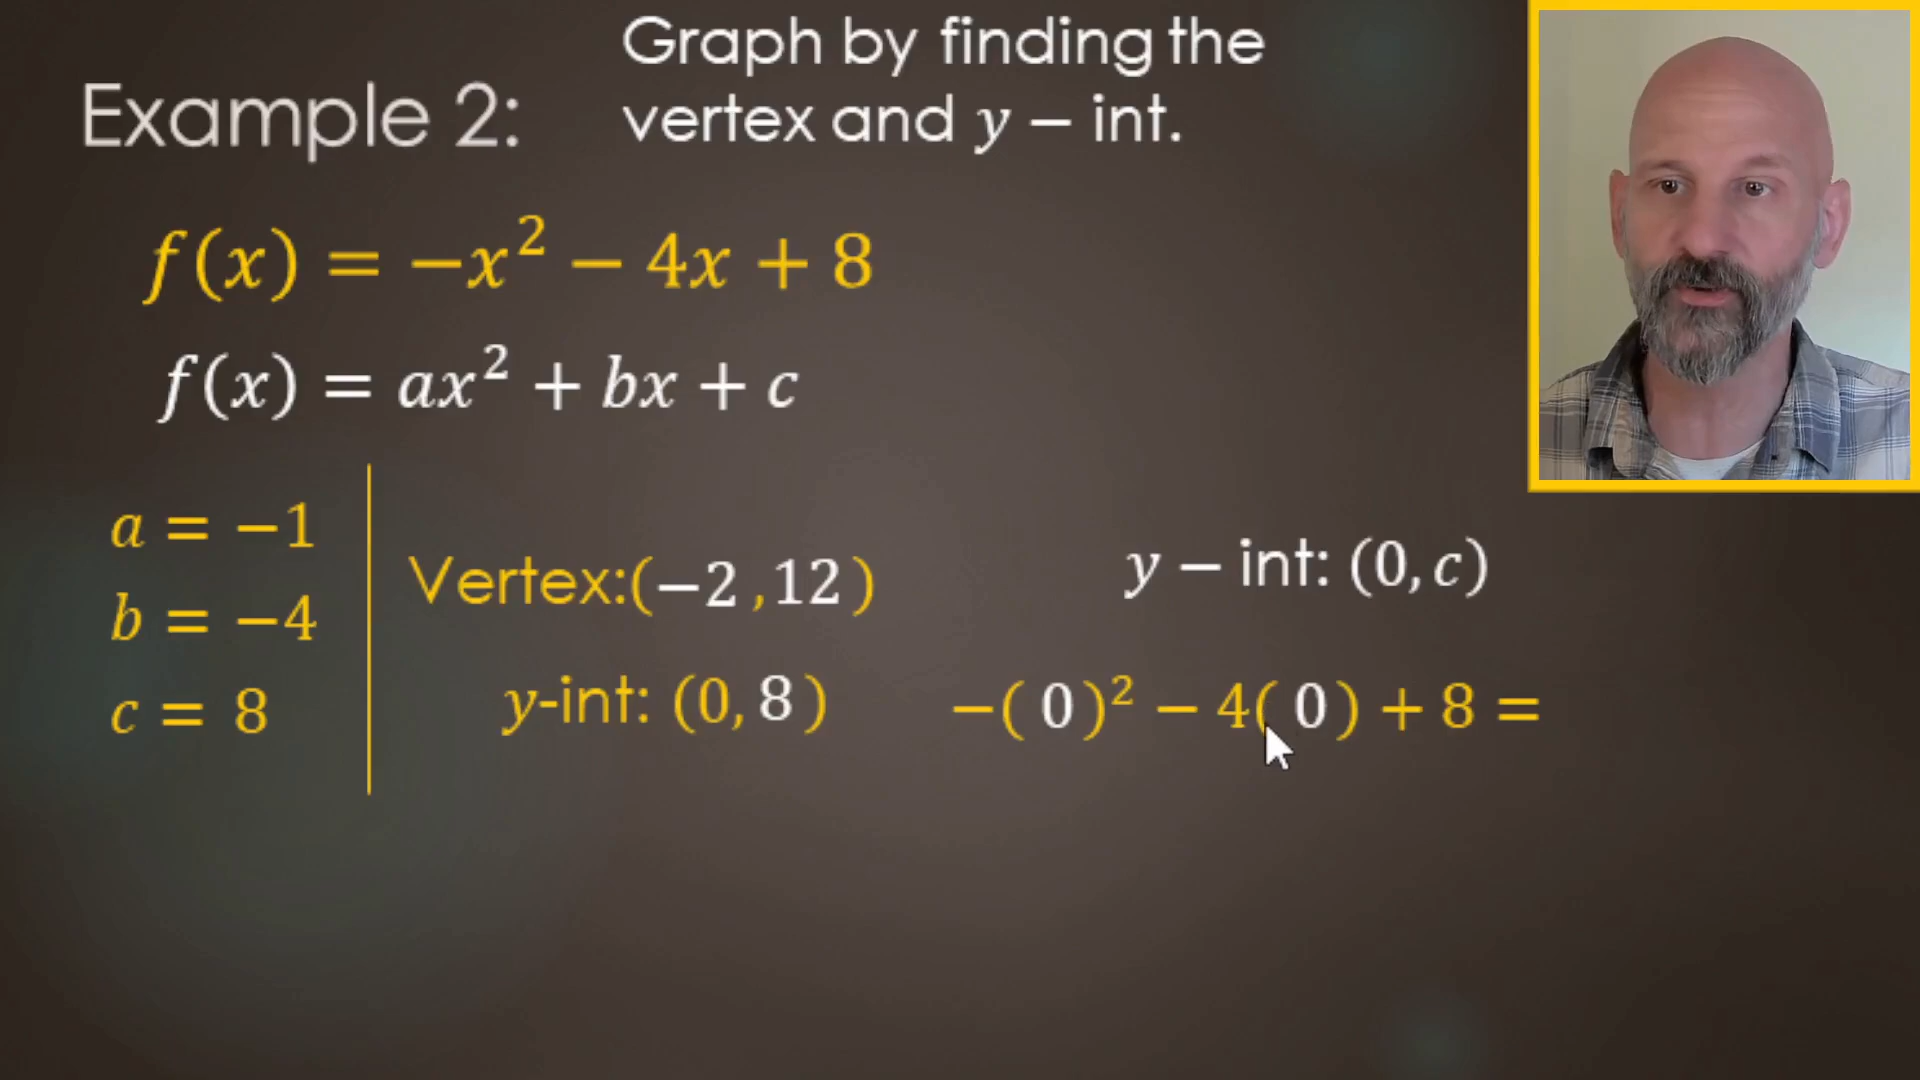 Graph by finding the
vertex and y − int.
Example 2:
f(x) = −x² − 4x + 8
f(x) = ax² + bx + c
a = −1
b = −4
c = 8
Vertex:(−2 ,12 )
y-int: (0, 8 )
y − int: (0, c)
−( 0 )² − 4( 0 ) + 8 =